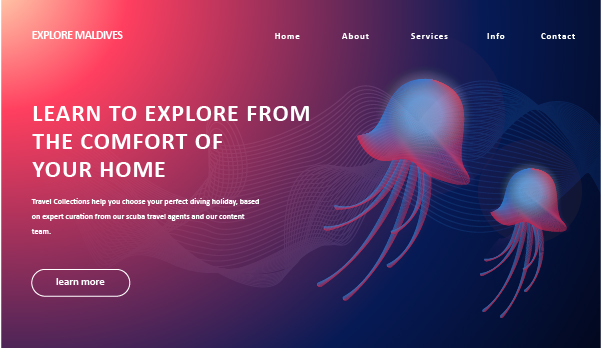 EXPLORE MALDIVES
Home About Services Info Contact
LEARN TO EXPLORE FROM
THE COMFORT OF
YOUR HOME
Travel Collections help you choose your perfect diving holiday, based
on expert curation from our scuba travel agents and our content
team.
learn more